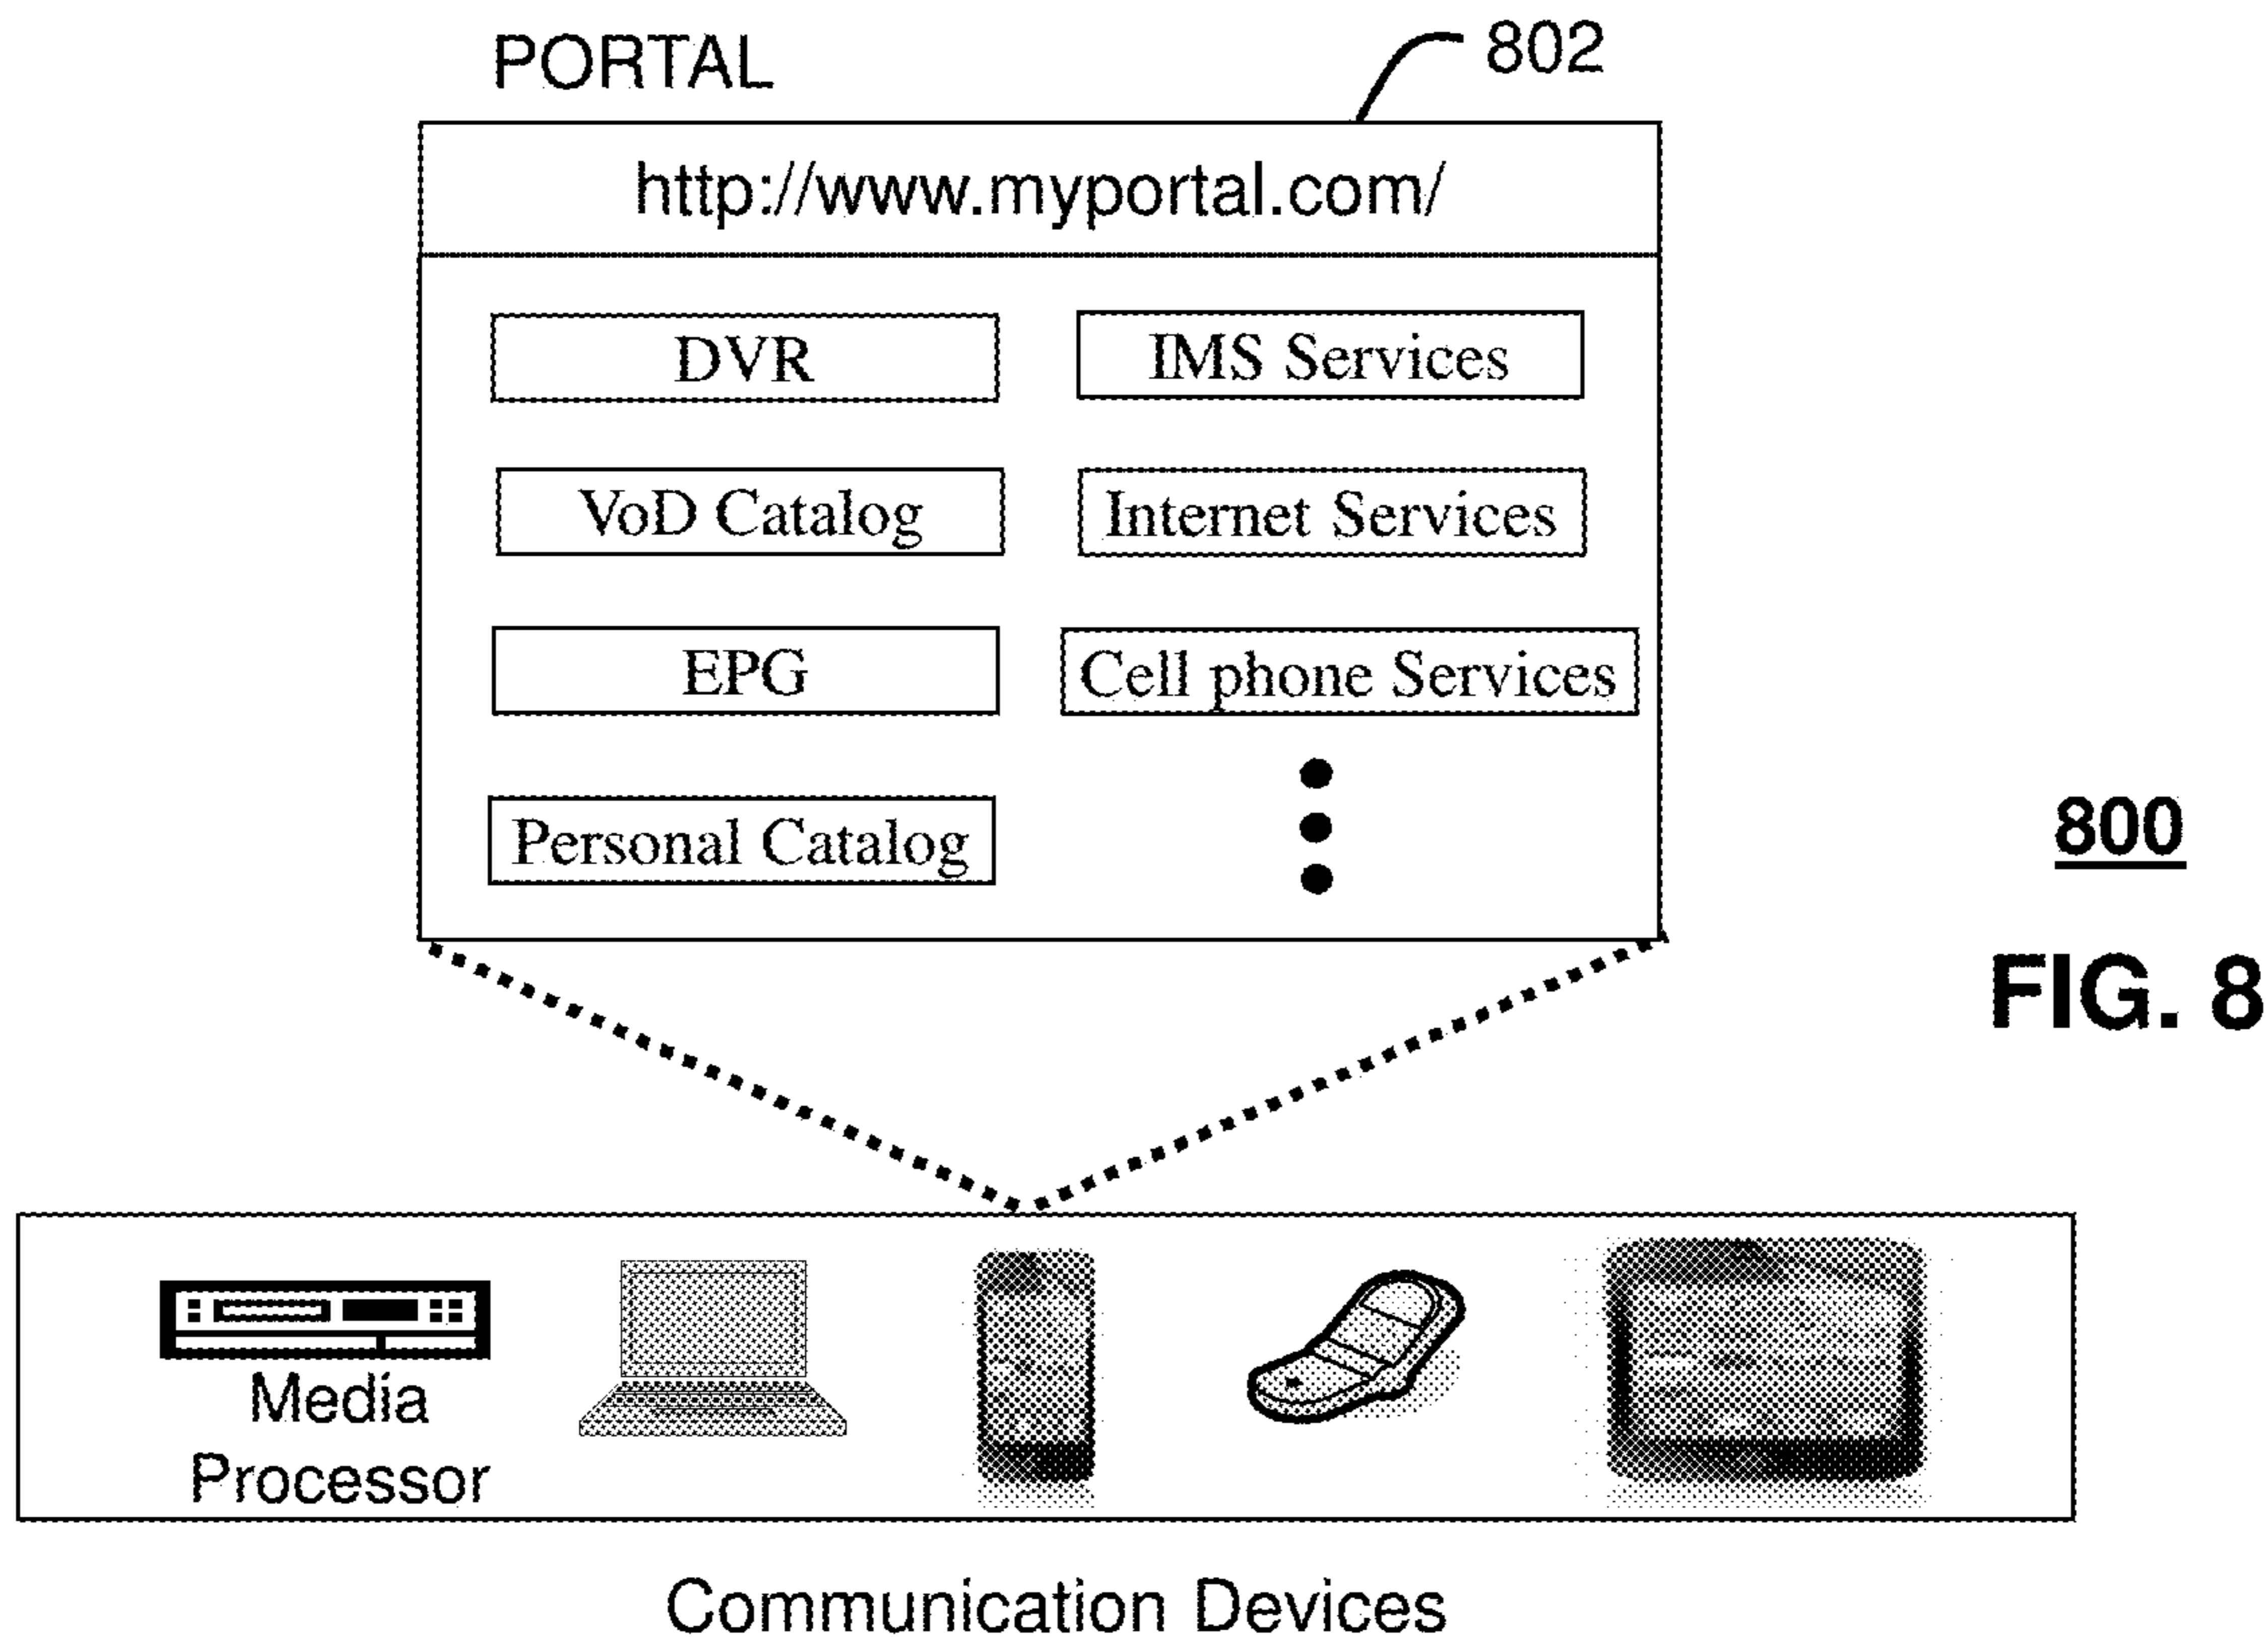 PORTAL
802
http://www.myportal.com/
DVR
IMS Services
VoD Catalog
Internet Services
EPG
Cell phone Services
Personal Catalog
800
FIG. 8
Media
Processor
Communication Devices